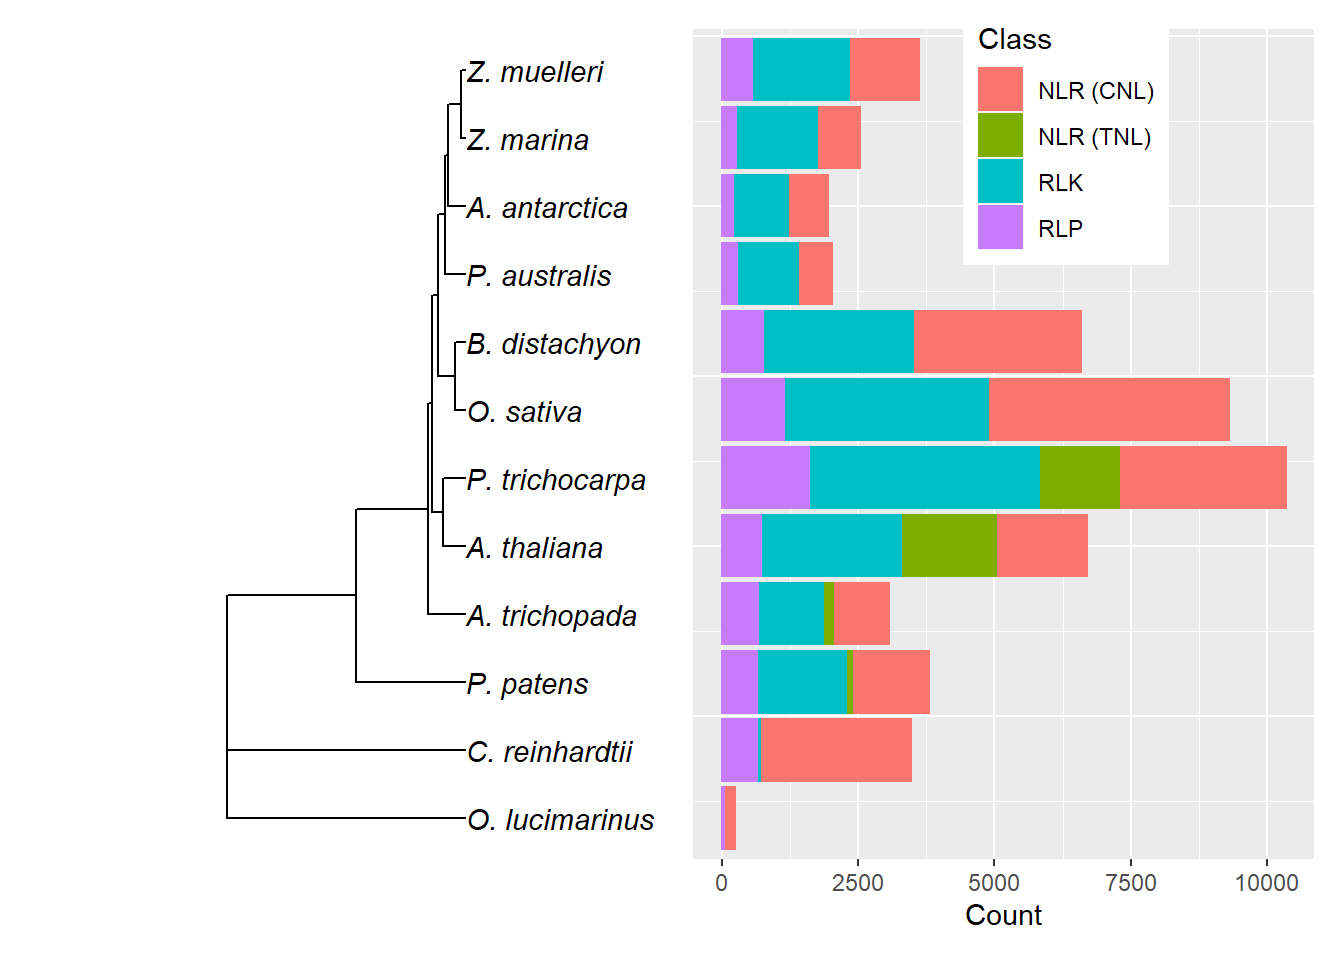 Z. muelleri
Z. marina
A. antarctica
P. australis
B. distachyon
O. sativa
P. trichocarpa
A. thaliana
A. trichopada
P. patens
C. reinhardtii
O. lucimarinus
Class
NLR (CNL)
NLR (TNL)
RLK
RLP
0 2500 5000 7500 10000
Count